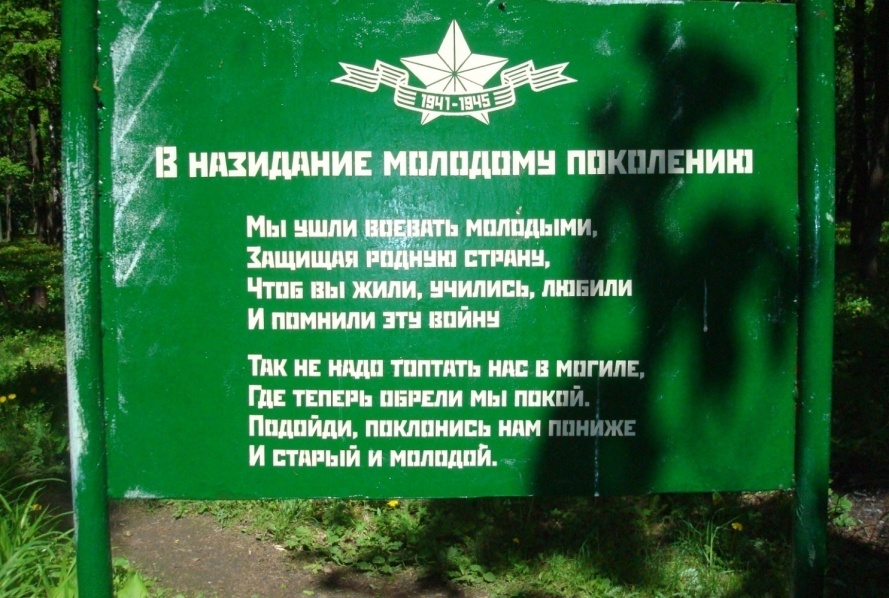 1941-1945
В НАЗИДАНИЕ МОЛОДОМУ ПОКОЛЕНИЮ
Мы ушли воевать молодыми,
Защищая родную страну,
Чтоб вы жили, учились, любили
И помнили эту войну
Так не надо топтать нас в могиле,
Где теперь обрели мы покой.
Подойди, поклонись нам пониже
И старый и молодой.